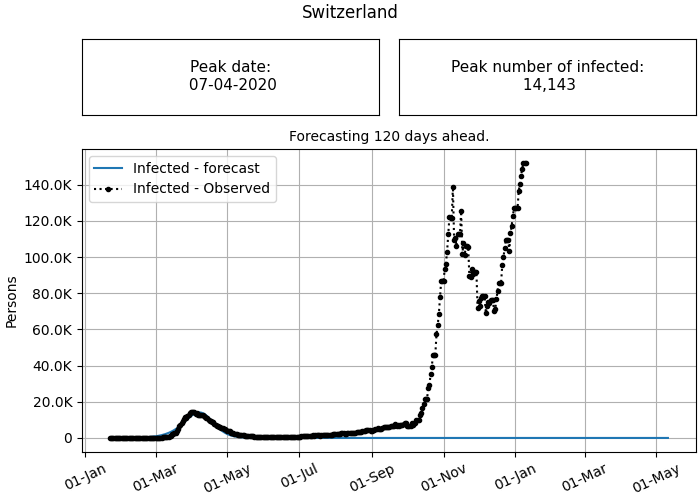 Switzerland
Peak date:
07-04-2020
Peak number of infected:
14,143
Forecasting 120 days ahead.
Infected - forecast
Infected - Observed
Persons
140.0K
120.0K
100.0K
80.0K
60.0K
40.0K
20.0K
0
01-Jan
01-Mar
01-May
01-Jul
01-Sep
01-Nov
01-Jan
01-Mar
01-May